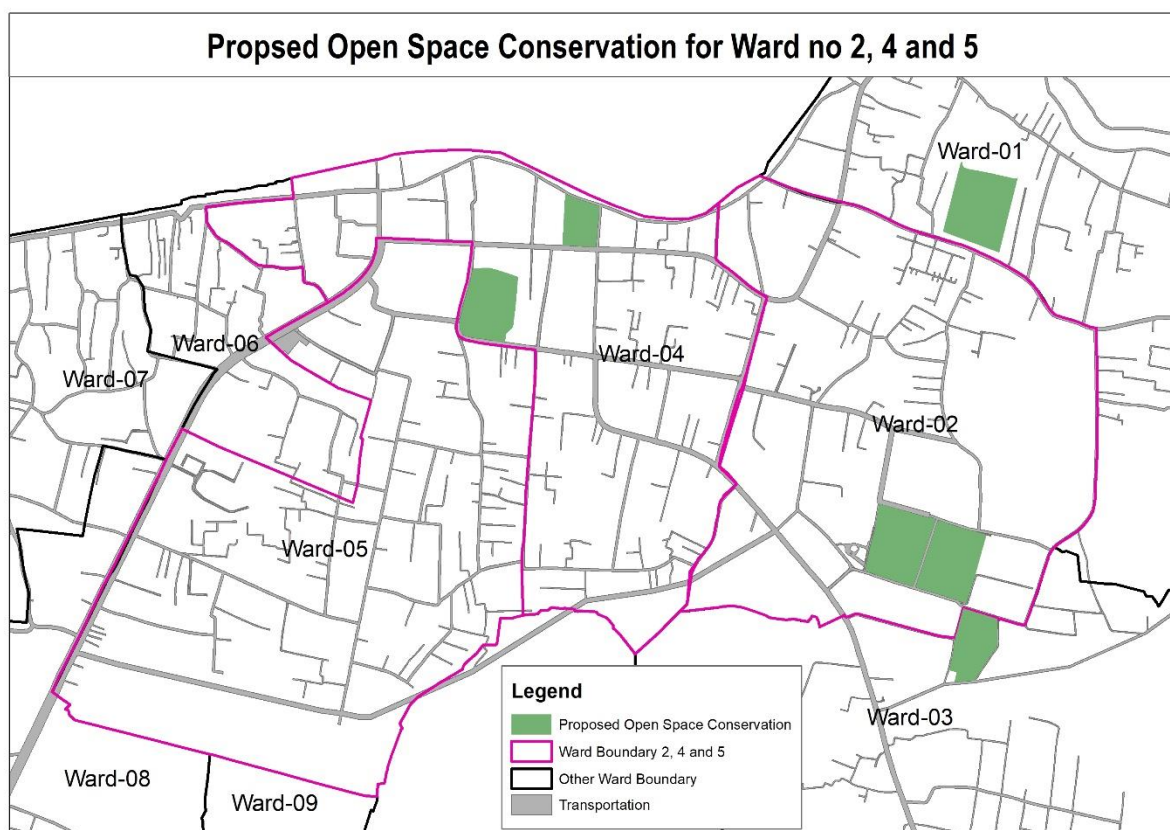 Propsed Open Space Conservation for Ward no 2, 4 and 5
Ward-01
Ward-06
Ward-04
Ward-07
Ward-02
Ward-05
Legend
Proposed Open Space Conservation
Ward-03
Ward Boundary 2, 4 and 5
Ward-08
Other Ward Boundary
Ward-09
Transportation